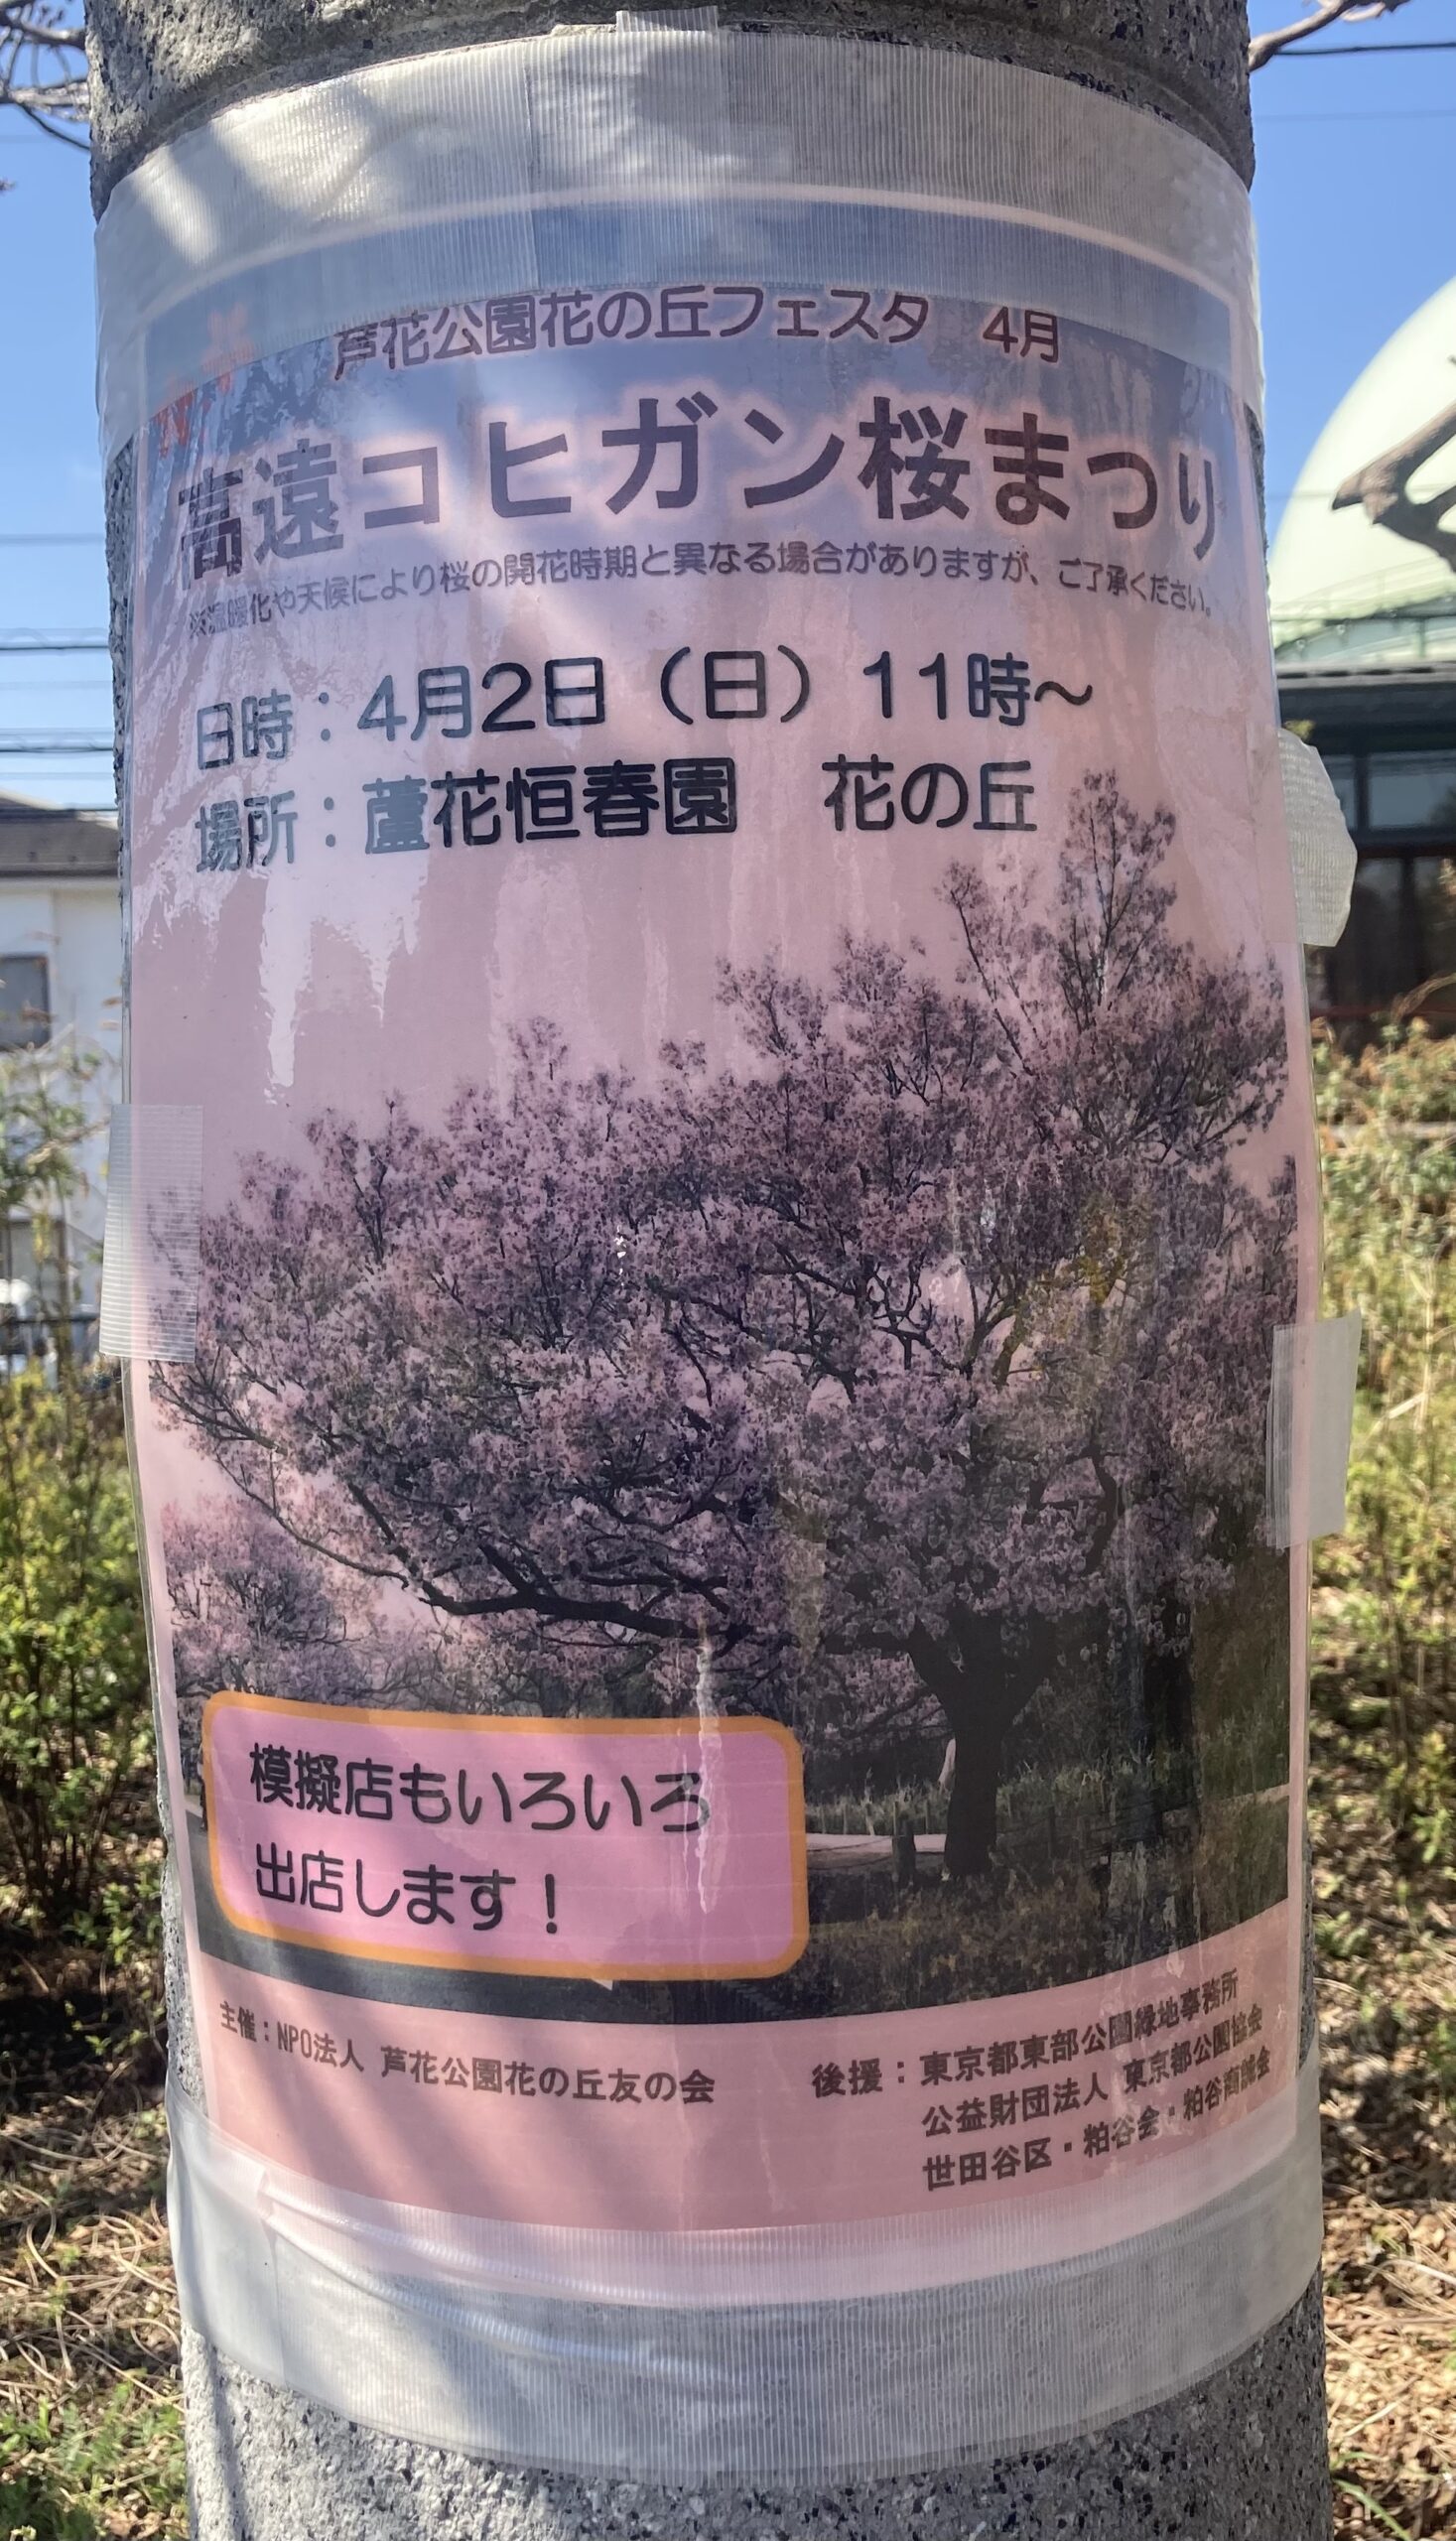 芦花公園花の丘フェスタ　4月
高遠コヒガン桜まつり
※温暖化や天候により桜の開花時期と異なる場合がありますが、ご了承ください。
日時：4月2日（日）11時～
場所：蘆花恒春園　花の丘
模擬店もいろいろ
出店します！
主催：NPO法人 芦花公園花の丘友の会
後援：東京都東部公園緑地事務所
公益財団法人 東京都公園協会
世田谷区・粕谷会・粕谷商誠会